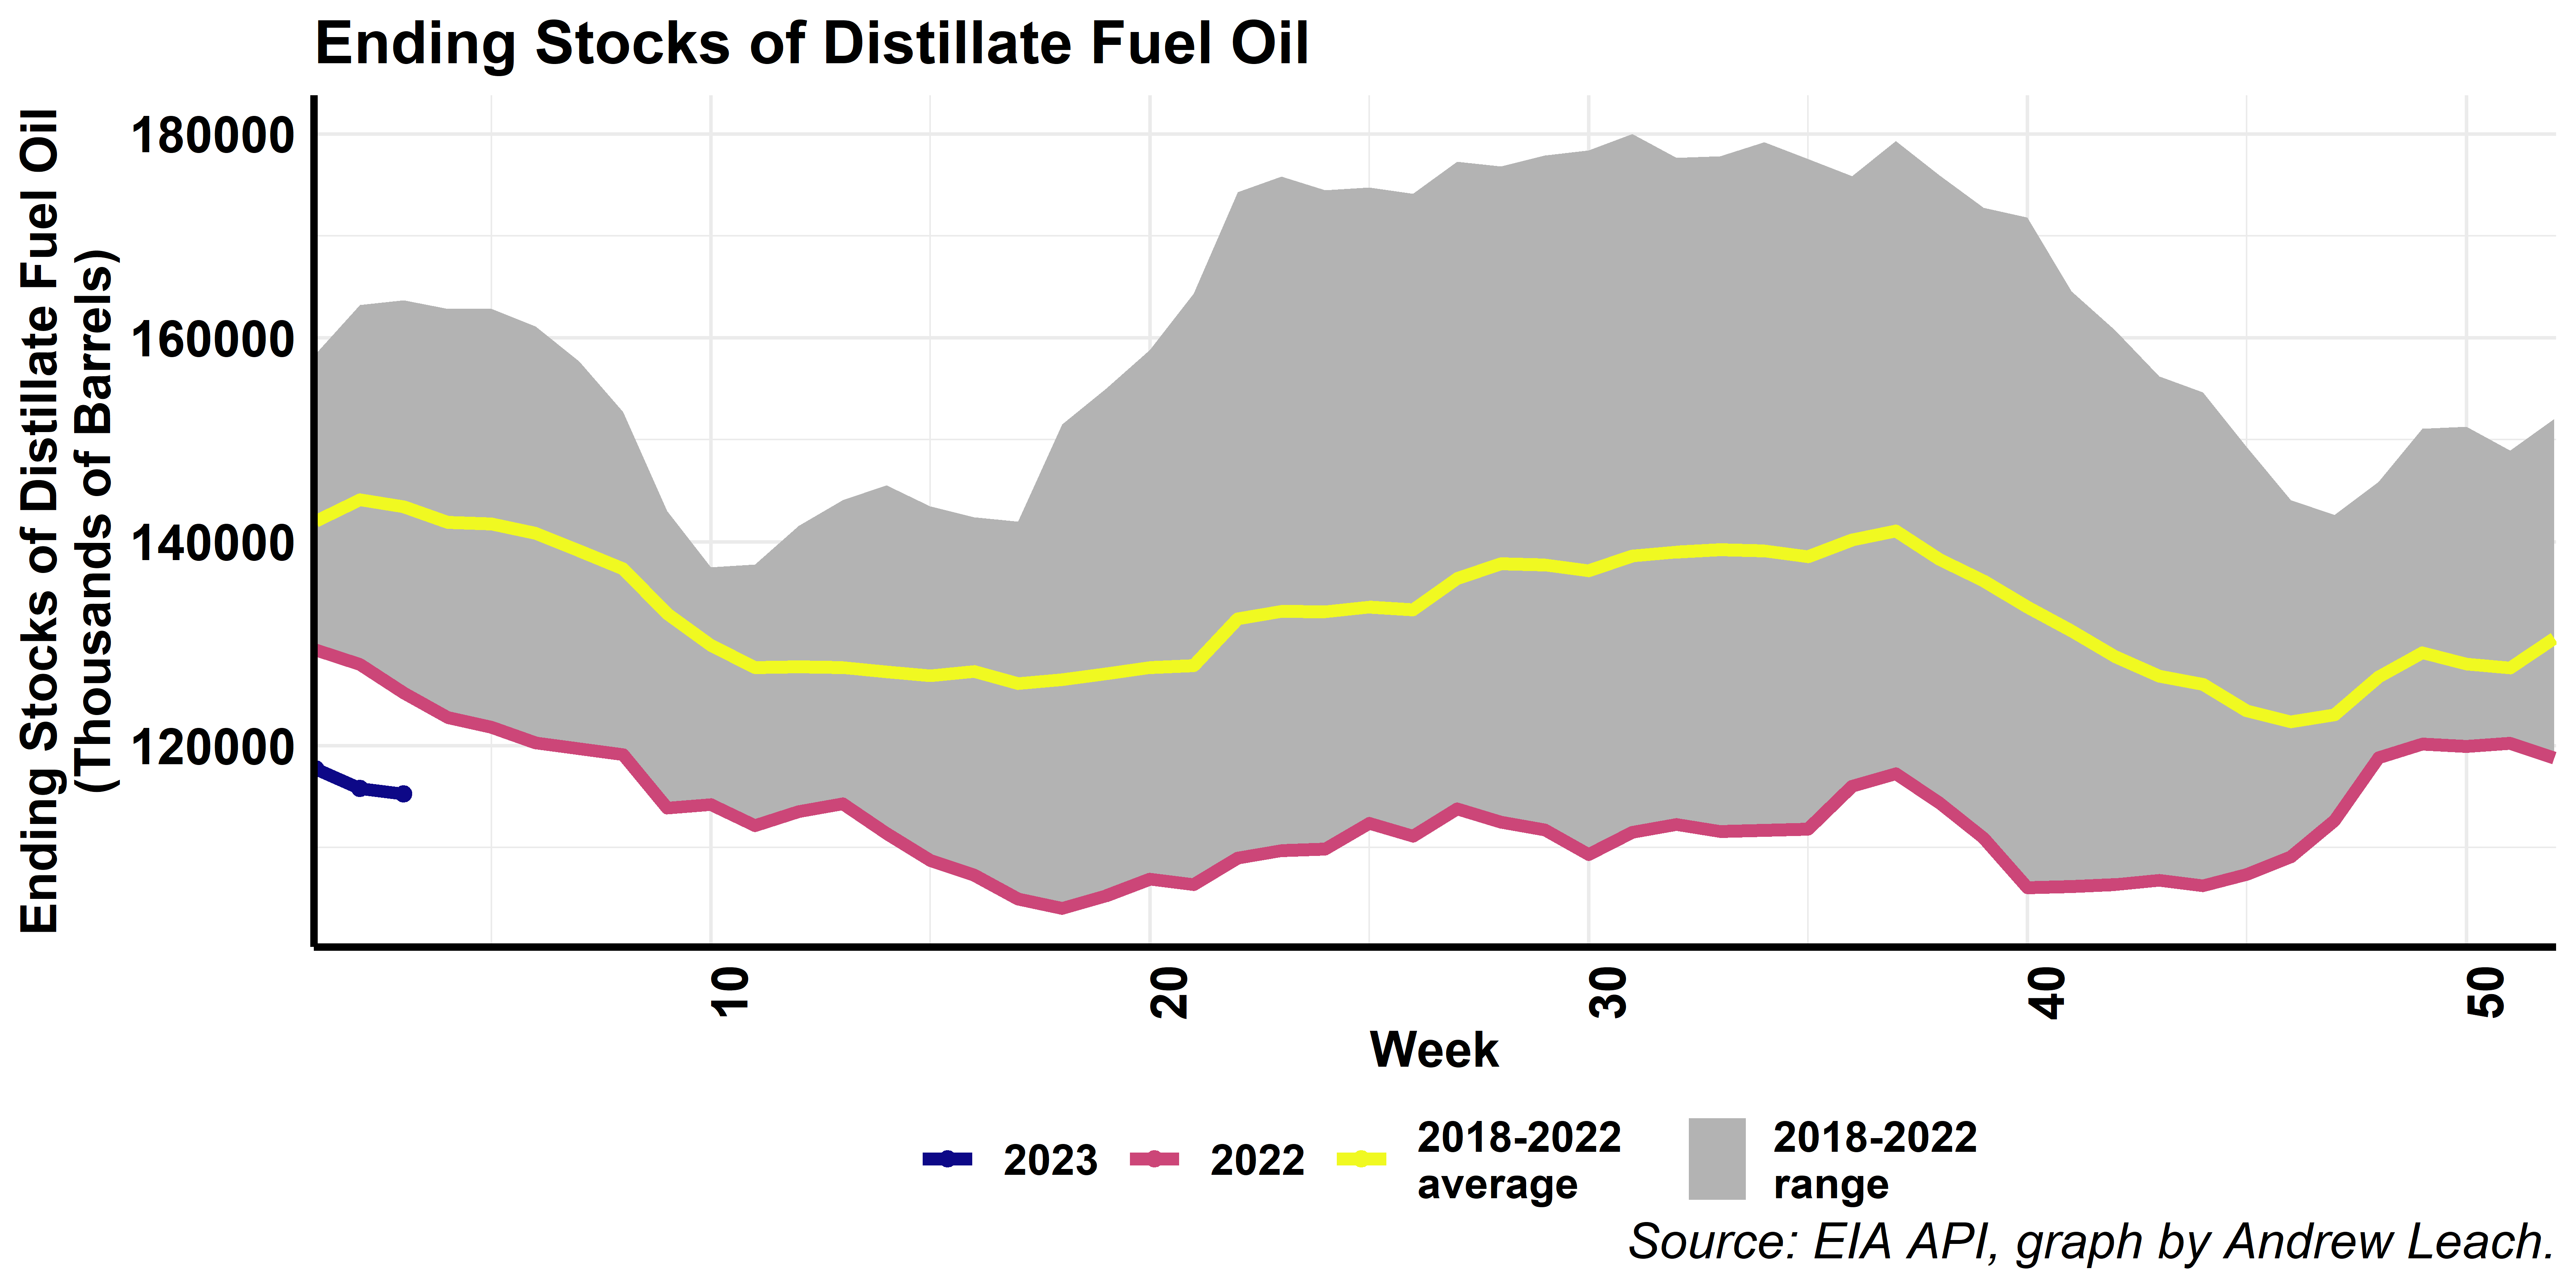 Ending Stocks of Distillate Fuel Oil
Ending Stocks of Distillate Fuel Oil
(Thousands of Barrels)
180000
160000
140000
120000
10
20
30
40
50
Week
2023
2022
2018-2022
average
2018-2022
range
Source: EIA API, graph by Andrew Leach.